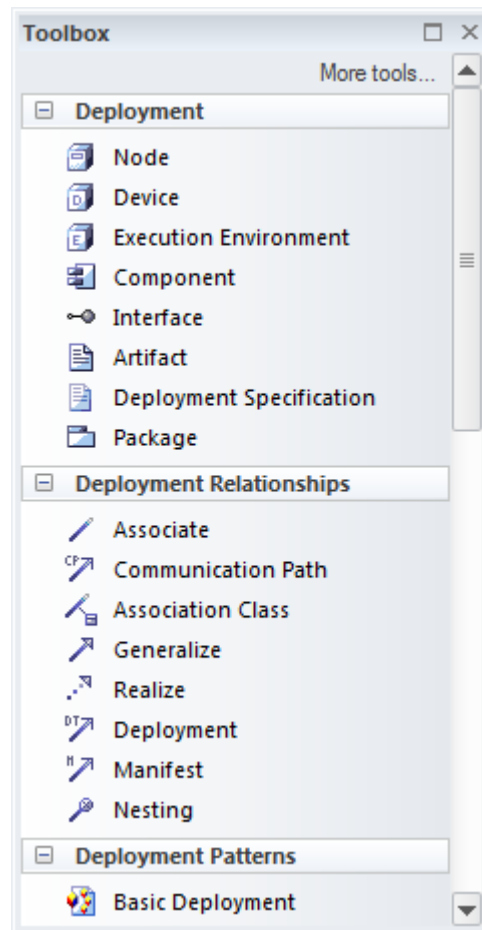 Toolbox
More tools...
Deployment
Node
Device
Execution Environment
Component
Interface
Artifact
Deployment Specification
Package
Deployment Relationships
Associate
Communication Path
Association Class
Generalize
Realize
Deployment
Manifest
Nesting
Deployment Patterns
Basic Deployment